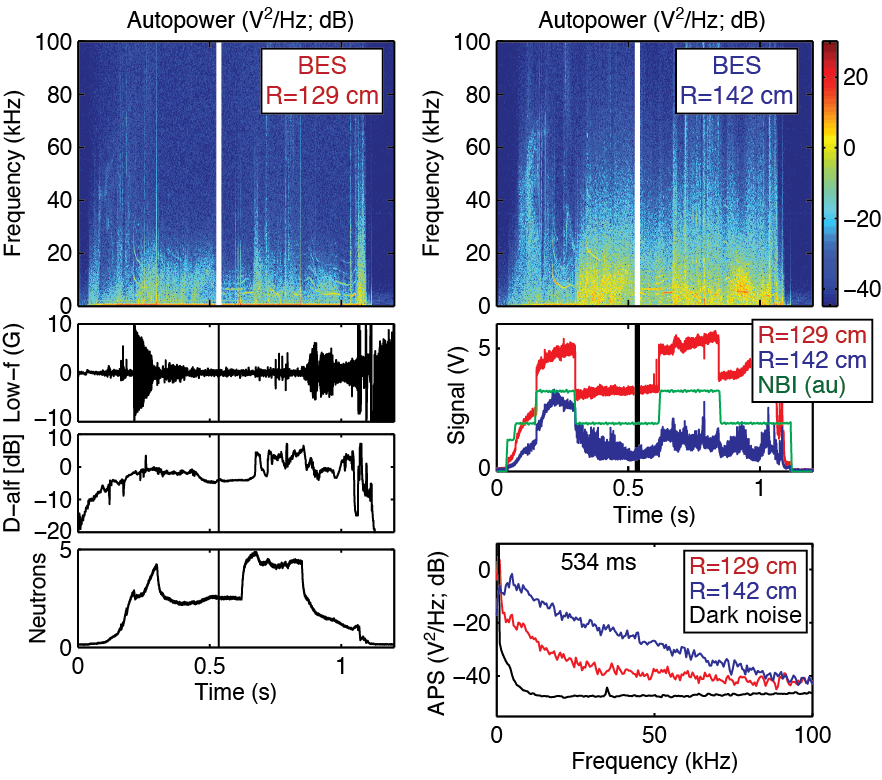 Autopower (V²/Hz; dB)
Frequency (kHz)
100
80
60
40
20
0
BES
R=129 cm
Autopower (V²/Hz; dB)
Frequency (kHz)
100
80
60
40
20
0
BES
R=142 cm
20
0
−20
−40
Low−f (G)
10
0
−10
D−alf [dB]
10
0
−10
−20
Neutrons
5
0
0
0.5
1
Time (s)
Signal (V)
5
0
R=129 cm
R=142 cm
NBI (au)
0
0.5
1
Time (s)
APS (V²/Hz; dB)
0
−20
−40
534 ms
R=129 cm
R=142 cm
Dark noise
0
50
100
Frequency (kHz)